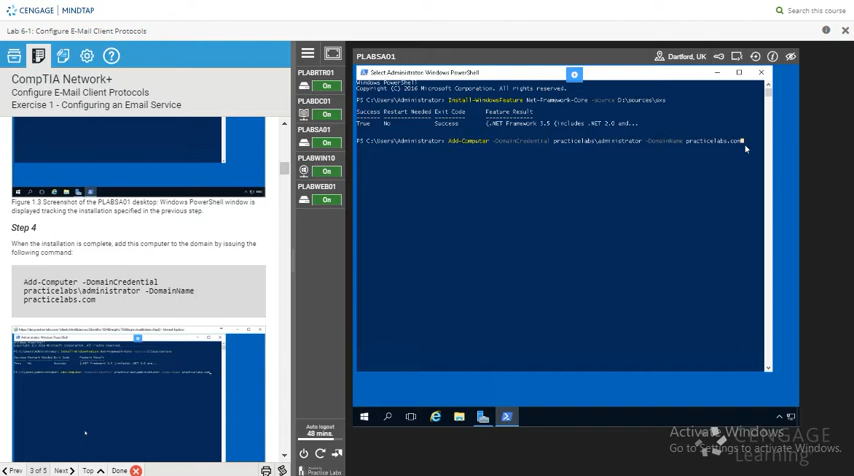 CENGAGE MINDTAP
Search this course
Lab 6-1: Configure E-Mail Client Protocols
CompTIA Network+
Configure E-Mail Client Protocols
Exercise 1 - Configuring an Email Service
Figure 1.3 Screenshot of the PLABSA01 desktop: Windows PowerShell window is
displayed tracking the installation specified in the previous step.
Step 4
When the installation is complete, add this computer to the domain by issuing the
following command:
Add-Computer -DomainCredential
practicelabs\administrator -DomainName
practicelabs.com
Prev 3 of 5 Next Top Done
PLABRTR01
On
PLABDC01
On
PLABSA01
On
PLABWIN10
On
PLABWEB01
On
Auto logout
48 mins.
Powered by
Practice Labs
PLABSA01
Dartford, UK
Select Administrator: Windows PowerShell
Windows PowerShell
Copyright (C) 2016 Microsoft Corporation. All rights reserved.
PS C:\Users\Administrator> Install-WindowsFeature Net-Framework-Core -source D:\sources\sxs
Success Restart Needed Exit Code Feature Result
True No Success {.NET Framework 3.5 (includes .NET 2.0 and...
PS C:\Users\Administrator> Add-Computer -DomainCredential practicelabs\administrator -DomainName practicelabs.com
Activate Windows
Go to Settings to activate Windows.
CENGAGE
Learning